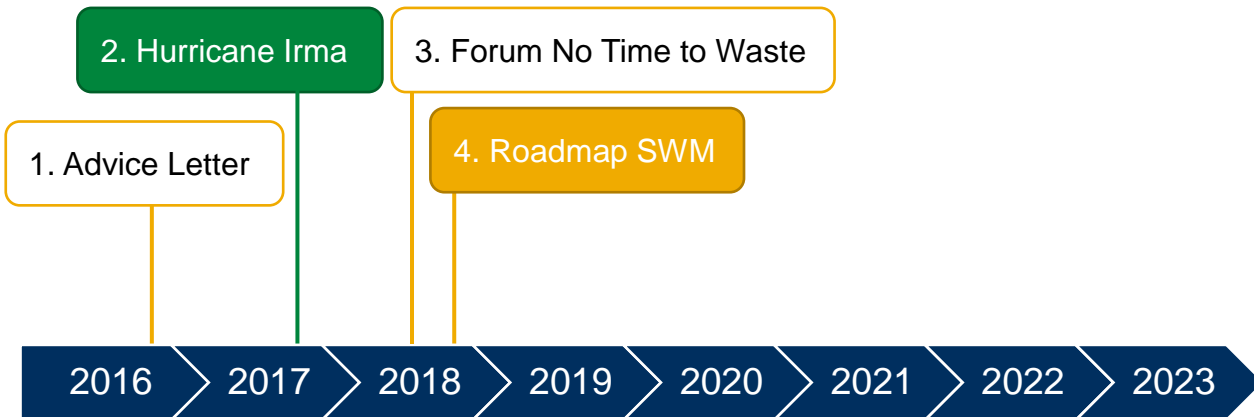 2. Hurricane Irma
3. Forum No Time to Waste
1. Advice Letter
4. Roadmap SWM
2016
2017
2018
2019
2020
2021
2022
2023